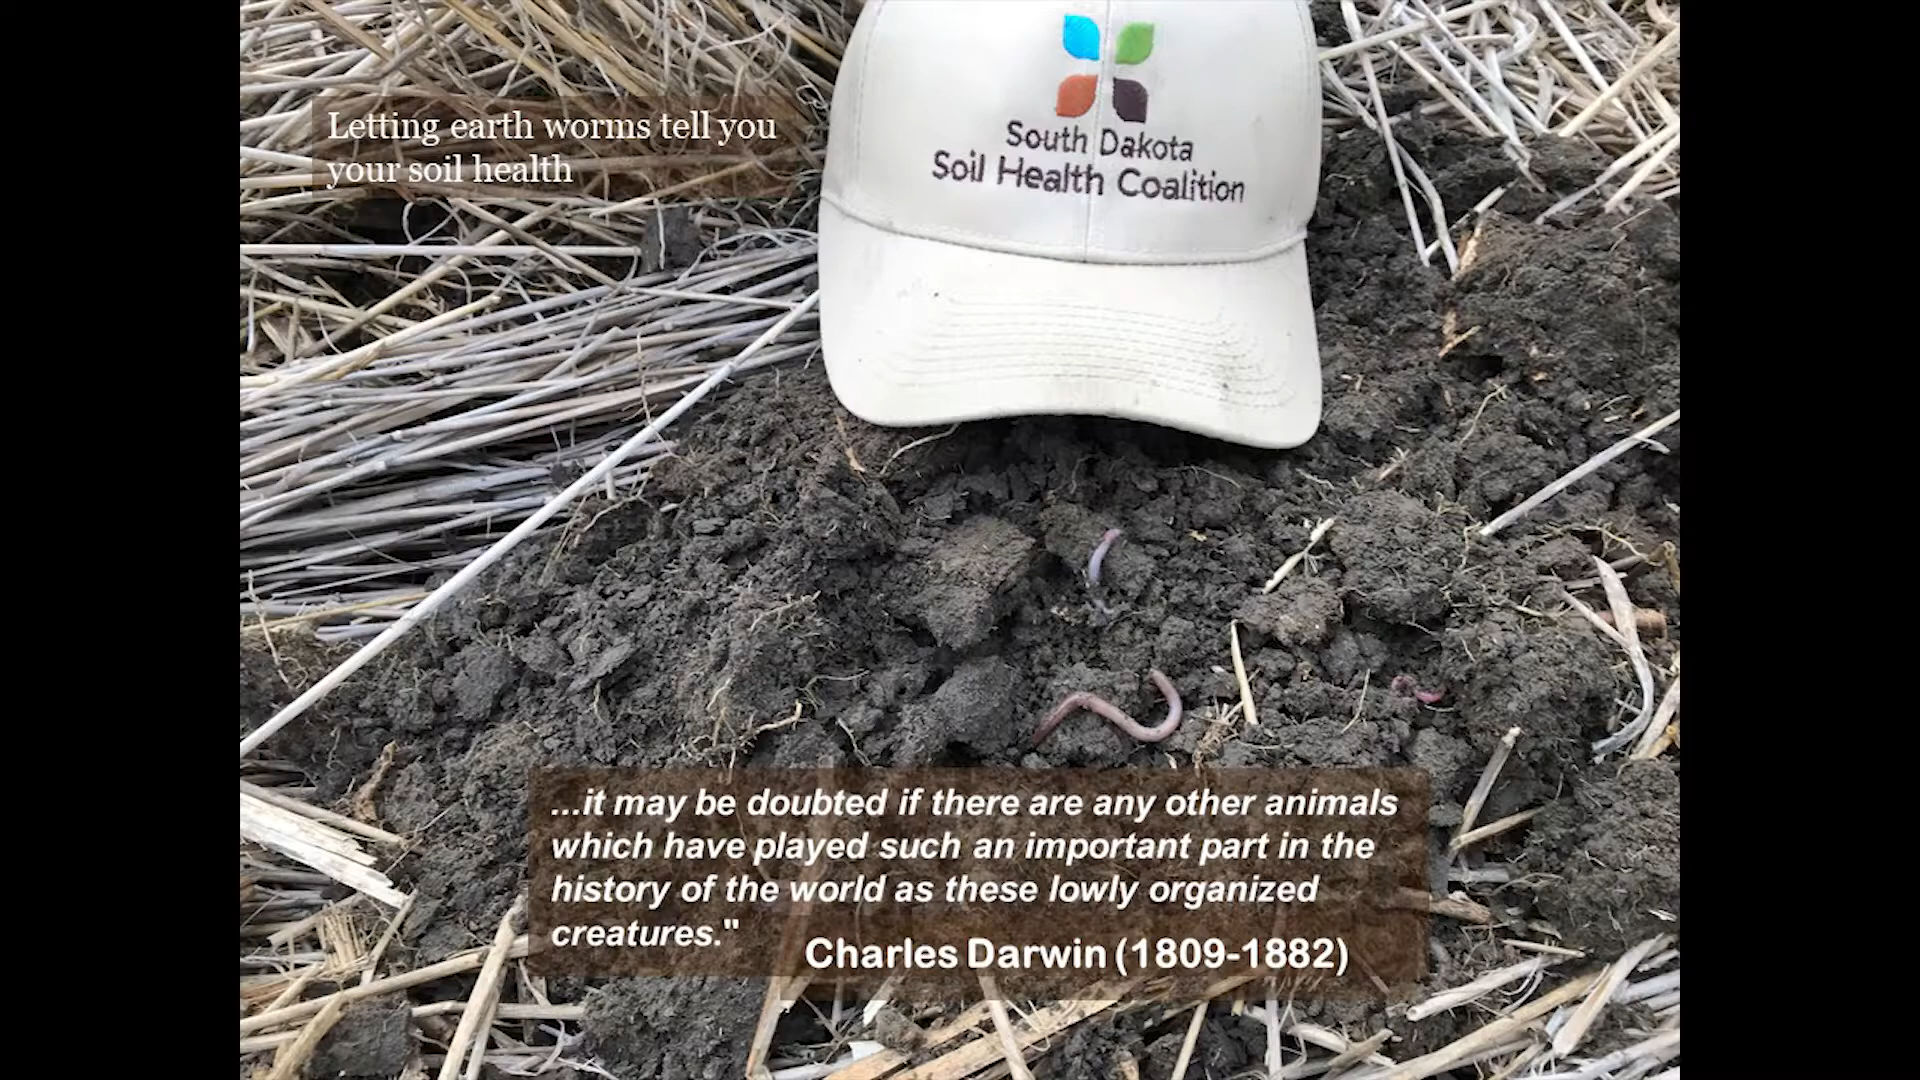 Letting earth worms tell you
your soil health
South Dakota
Soil Health Coalition
...it may be doubted if there are any other animals
which have played such an important part in the
history of the world as these lowly organized
creatures."
Charles Darwin (1809-1882)